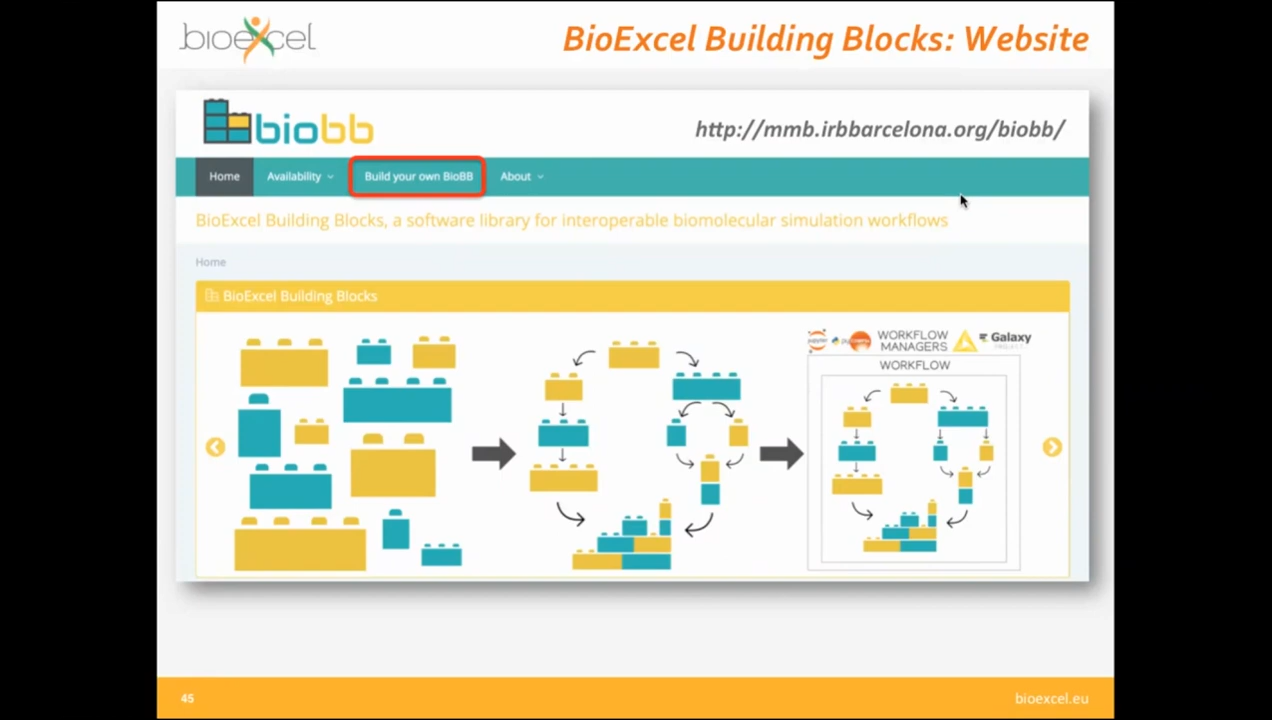 bioexcel
BioExcel Building Blocks: Website
biobb
http://mmb.irbbarcelona.org/biobb/
Home Availability Build your own BioBB About
BioExcel Building Blocks, a software library for interoperable biomolecular simulation workflows
Home
BioExcel Building Blocks
jupyter
WORKFLOW MANAGERS
Galaxy
PROJECT
WORKFLOW
45
bioexcel.eu